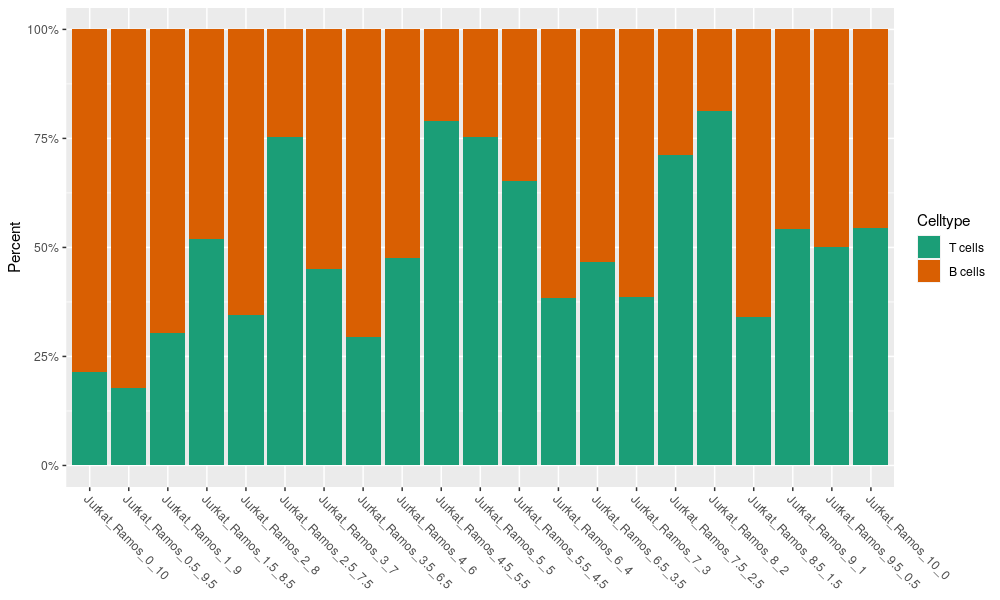 100%
75%
50%
25%
0%
Percent
Jurkat_Ramos_0_10
Jurkat_Ramos_0.5_9.5
Jurkat_Ramos_1_9
Jurkat_Ramos_1.5_8.5
Jurkat_Ramos_2_8
Jurkat_Ramos_2.5_7.5
Jurkat_Ramos_3_7
Jurkat_Ramos_3.5_6.5
Jurkat_Ramos_4_6
Jurkat_Ramos_4.5_5.5
Jurkat_Ramos_5_5
Jurkat_Ramos_5.5_4.5
Jurkat_Ramos_6_4
Jurkat_Ramos_6.5_3.5
Jurkat_Ramos_7_3
Jurkat_Ramos_7.5_2.5
Jurkat_Ramos_8_2
Jurkat_Ramos_8.5_1.5
Jurkat_Ramos_9_1
Jurkat_Ramos_9.5_0.5
Jurkat_Ramos_10_0
Celltype
T cells
B cells